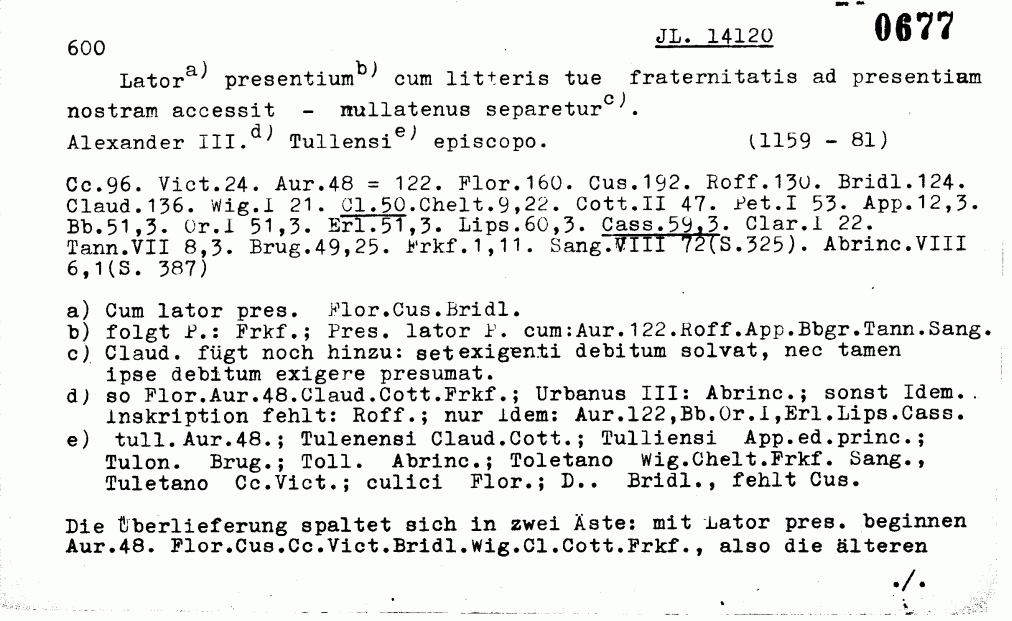 JL. 14120 0677
600
Lator a) presentium b) cum litteris tue fraternitatis ad presentiam
nostram accessit - nullatenus separetur c).
Alexander III. d) Tullensi e) episcopo. (1159 - 81)
Cc.96. Vict.24. Aur.48 = 122. Flor.160. Cus.192. Roff.130. Bridl.124.
Claud.136. Wig.I 21. Cl.50.Chelt.9,22. Cott.II 47. Pet.I 53. App.12,3.
Bb.51,3. Or.I 51,3. Erl.51,3. Lips.60,3. Cass.59,3. Clar.I 22.
Tann.VII 8,3. Brug.49,25. Frkf.1,11. Sang.VIII 72(S.325). Abrinc.VIII
6,1(S. 387)
a) Cum lator pres. Flor.Cus.Bridl.
b) folgt P.: Frkf.; Pres. lator P. cum:Aur.122.Roff.App.Bbgr.Tann.Sang.
c) Claud. fügt noch hinzu: set exigenti debitum solvat, nec tamen
ipse debitum exigere presumat.
d) so Flor.Aur.48.Claud.Cott.Frkf.; Urbanus III: Abrinc.; sonst Idem.
Inskription fehlt: Roff.; nur Idem: Aur.122,Bb.Or.I,Erl.Lips.Cass.
e) tull. Aur.48.; Tulenensi Claud.Cott.; Tulliensi App.ed.princ.;
Tulon. Brug.; Toll. Abrinc.; Toletano Wig.Chelt.Frkf. Sang.,
Tuletano Cc.Vict.; culici Flor.; D.. Bridl., fehlt Cus.
Die Überlieferung spaltet sich in zwei Äste: mit Lator pres. beginnen
Aur.48. Flor.Cus.Cc.Vict.Bridl.Wig.Cl.Cott.Frkf., also die älteren
./.